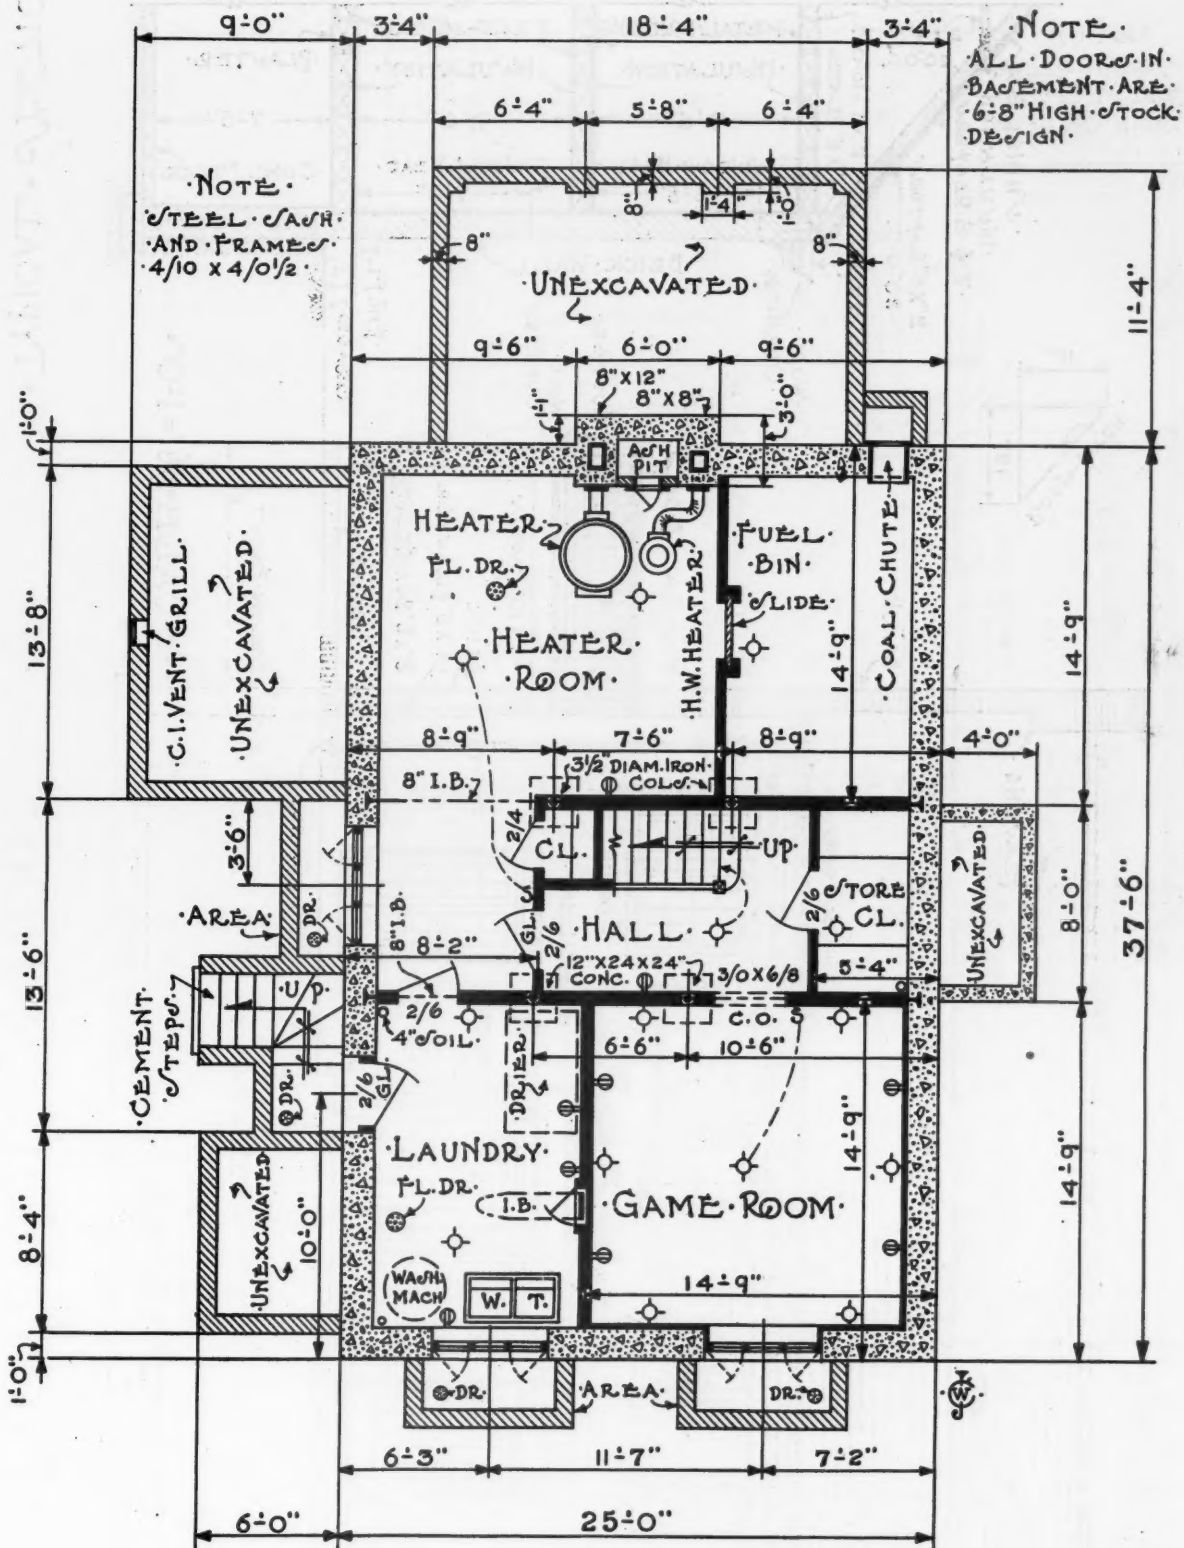 9'-0"
3'-4"
18'-4"
3'-4"
·NOTE·
ALL·DOORS·IN·
BASEMENT·ARE·
·6'-8"HIGH·STOCK·
DESIGN·
6'-4"
5'-8"
6'-4"
·NOTE·
STEEL·SASH·
·AND·FRAMES·
4/10 X 4/0 1/2·
8"
1'-4"
1'-0"
8"
8"
·UNEXCAVATED·
11'-4"
9'-6"
6'-0"
9'-6"
8"X12"
8"X8"
1'-1"
3'-0"
1'-0"
ASH
PIT
·HEATER·
FL.DR.
·FUEL·
·BIN·
SLIDE·
·H.W.HEATER·
·COAL·CHUTE·
·HEATER·
·ROOM·
13'-8"
·C.I.VENT·GRILL·
·UNEXCAVATED·
14'-9"
14'-9"
8'-9"
7'-6"
8'-9"
4'-0"
8" I.B.
3 1/2" DIAM.IRON·
COLS.
3'-6"
2/4
CL.
·UP·
·STORE·
CL.
2/6
·UNEXCAVATED·
8'-0"
37'-6"
·AREA·
DR.
8"I.B.
8'-2"
GL.
2/6
·HALL·
12"X24"X24"
CONC.
3/0X6/8
5'-4"
13'-6"
·CEMENT·
·STEPS·
·UP·
2/6
4"SOIL·
C.O.
S
S
6'-6"
10'-6"
·DRIER·
DR.
2/6
GL.
14'-9"
14'-9"
·LAUNDRY·
FL.DR.
I.B.
·GAME·ROOM·
8'-4"
·UNEXCAVATED·
10'-0"
WASH.
MACH
W. T.
14'-9"
1'-0"
DR.
·AREA·
DR.
W
6'-3"
11'-7"
7'-2"
6'-0"
25'-0"